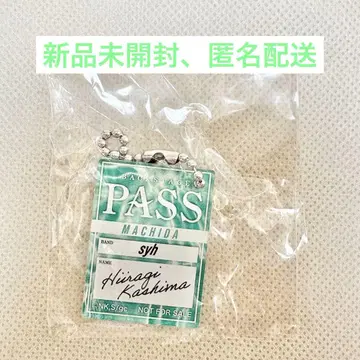 新品未開封、匿名配送
BACKSTAGE
PASS
MACHIDA
BAND
syh
NAME
Hiiragi
Kashima
NOT FOR SALE